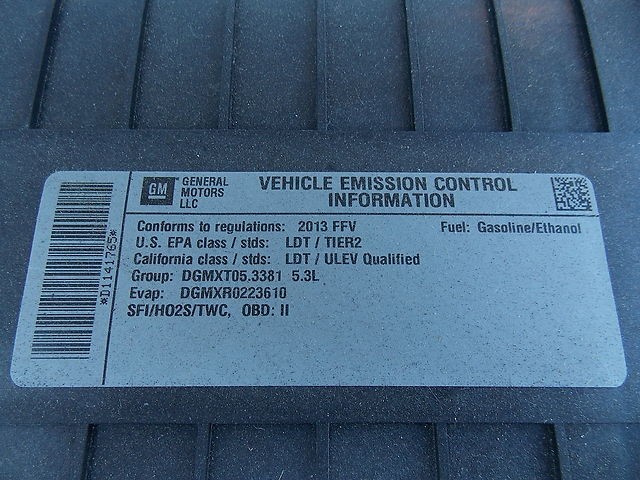 *D1141765*
GM
GENERAL
MOTORS
LLC
VEHICLE EMISSION CONTROL
INFORMATION
Conforms to regulations: 2013 FFV Fuel: Gasoline/Ethanol
U.S. EPA class / stds: LDT / TIER2
California class / stds: LDT / ULEV Qualified
Group: DGMXT05.3381 5.3L
Evap: DGMXR0223610
SFI/HO2S/TWC, OBD: II